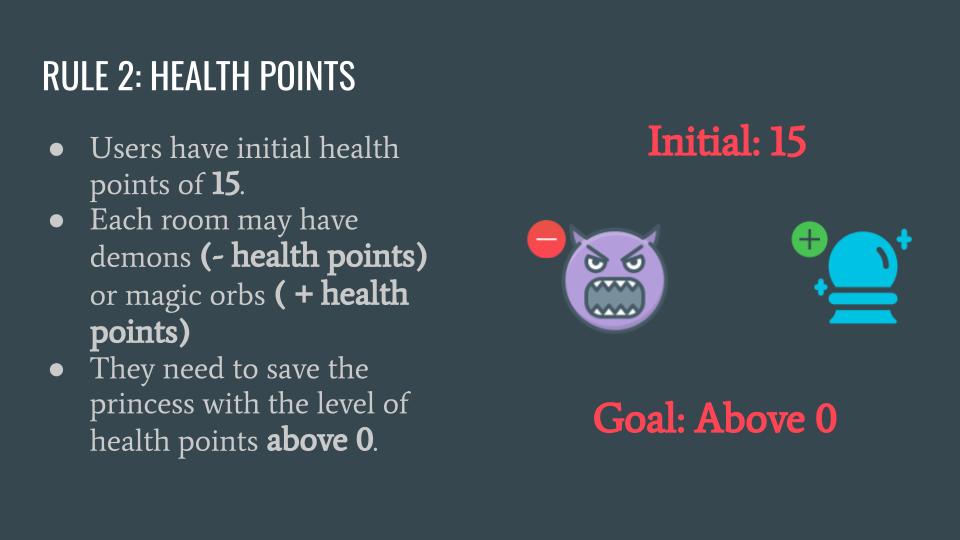 RULE 2: HEALTH POINTS
● Users have initial health
points of 15.
● Each room may have
demons (- health points)
or magic orbs ( + health
points)
● They need to save the
princess with the level of
health points above 0.
Initial: 15
Goal: Above 0